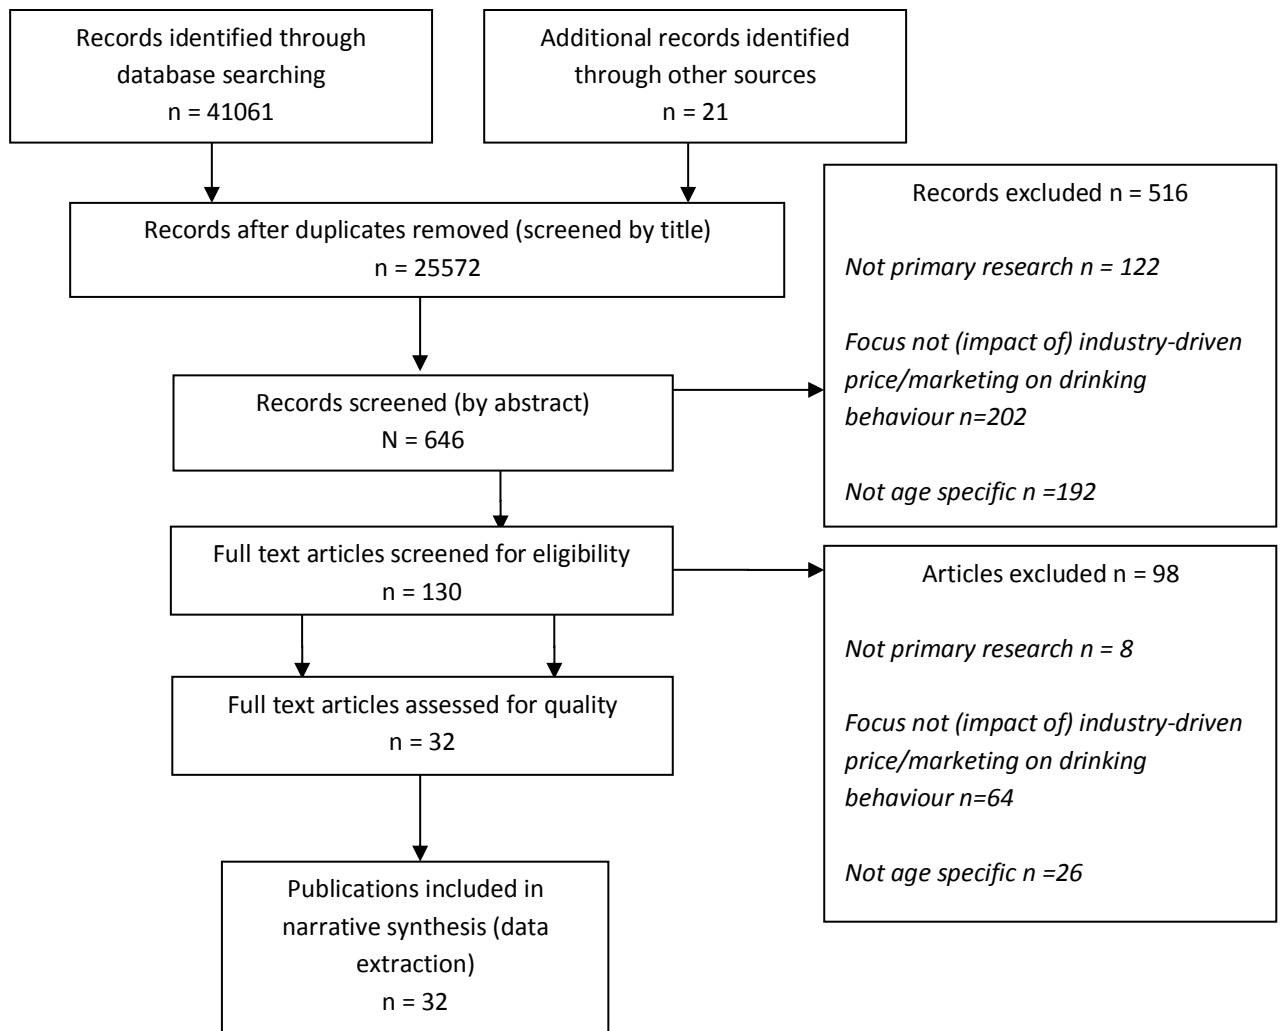 Records identified through
database searching
n = 41061
Additional records identified
through other sources
n = 21
Records after duplicates removed (screened by title)
n = 25572
Records excluded n = 516
Not primary research n = 122
Focus not (impact of) industry-driven
price/marketing on drinking
behaviour n=202
Not age specific n =192
Records screened (by abstract)
N = 646
Full text articles screened for eligibility
n = 130
Articles excluded n = 98
Not primary research n = 8
Focus not (impact of) industry-driven
price/marketing on drinking
behaviour n=64
Not age specific n =26
Full text articles assessed for quality
n = 32
Publications included in
narrative synthesis (data
extraction)
n = 32